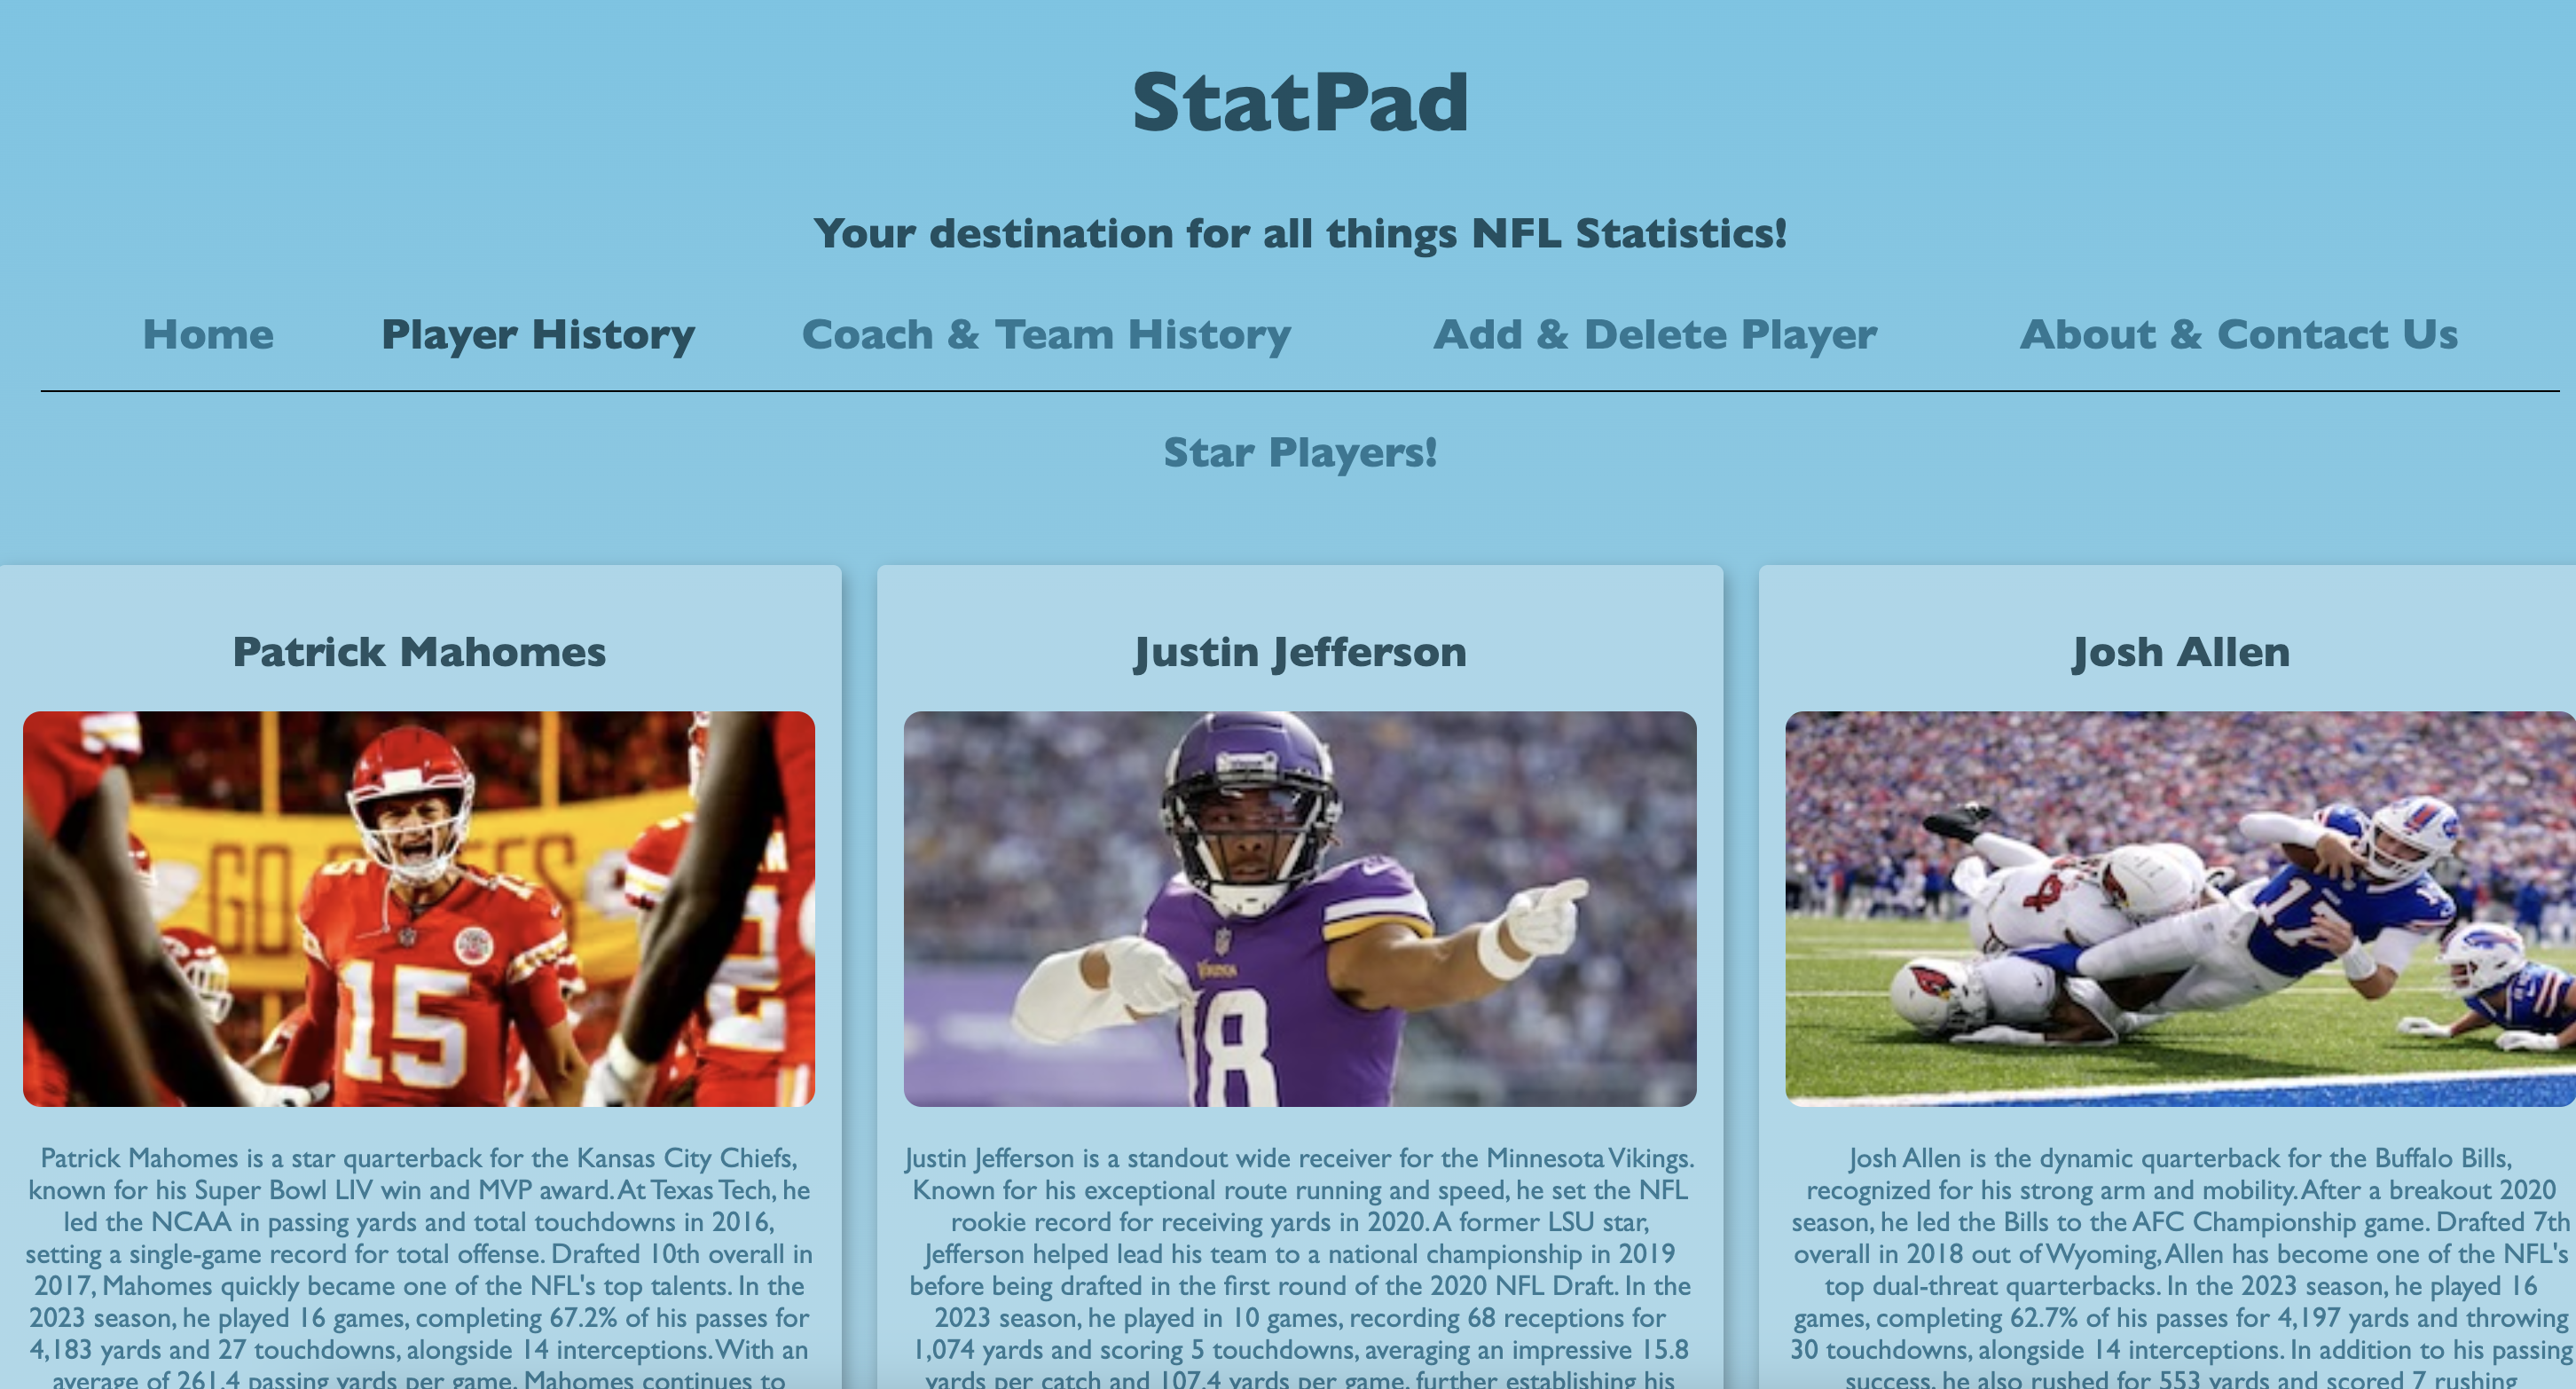 StatPad
Your destination for all things NFL Statistics!
Home Player History Coach & Team History Add & Delete Player About & Contact Us
Star Players!
Patrick Mahomes
GO
15
Patrick Mahomes is a star quarterback for the Kansas City Chiefs,
known for his Super Bowl LIV win and MVP award. At Texas Tech, he
led the NCAA in passing yards and total touchdowns in 2016,
setting a single-game record for total offense. Drafted 10th overall in
2017, Mahomes quickly became one of the NFL's top talents. In the
2023 season, he played 16 games, completing 67.2% of his passes for
4,183 yards and 27 touchdowns, alongside 14 interceptions. With an
average of 261.4 passing yards per game, Mahomes continues to
Justin Jefferson
VIKINGS
18
Justin Jefferson is a standout wide receiver for the Minnesota Vikings.
Known for his exceptional route running and speed, he set the NFL
rookie record for receiving yards in 2020. A former LSU star,
Jefferson helped lead his team to a national championship in 2019
before being drafted in the first round of the 2020 NFL Draft. In the
2023 season, he played in 10 games, recording 68 receptions for
1,074 yards and scoring 5 touchdowns, averaging an impressive 15.8
yards per catch and 107.4 yards per game, further establishing his
Josh Allen
17
Josh Allen is the dynamic quarterback for the Buffalo Bills,
recognized for his strong arm and mobility. After a breakout 2020
season, he led the Bills to the AFC Championship game. Drafted 7th
overall in 2018 out of Wyoming, Allen has become one of the NFL's
top dual-threat quarterbacks. In the 2023 season, he played 16
games, completing 62.7% of his passes for 4,197 yards and throwing
30 touchdowns, alongside 14 interceptions. In addition to his passing
success, he also rushed for 553 yards and scored 7 rushing